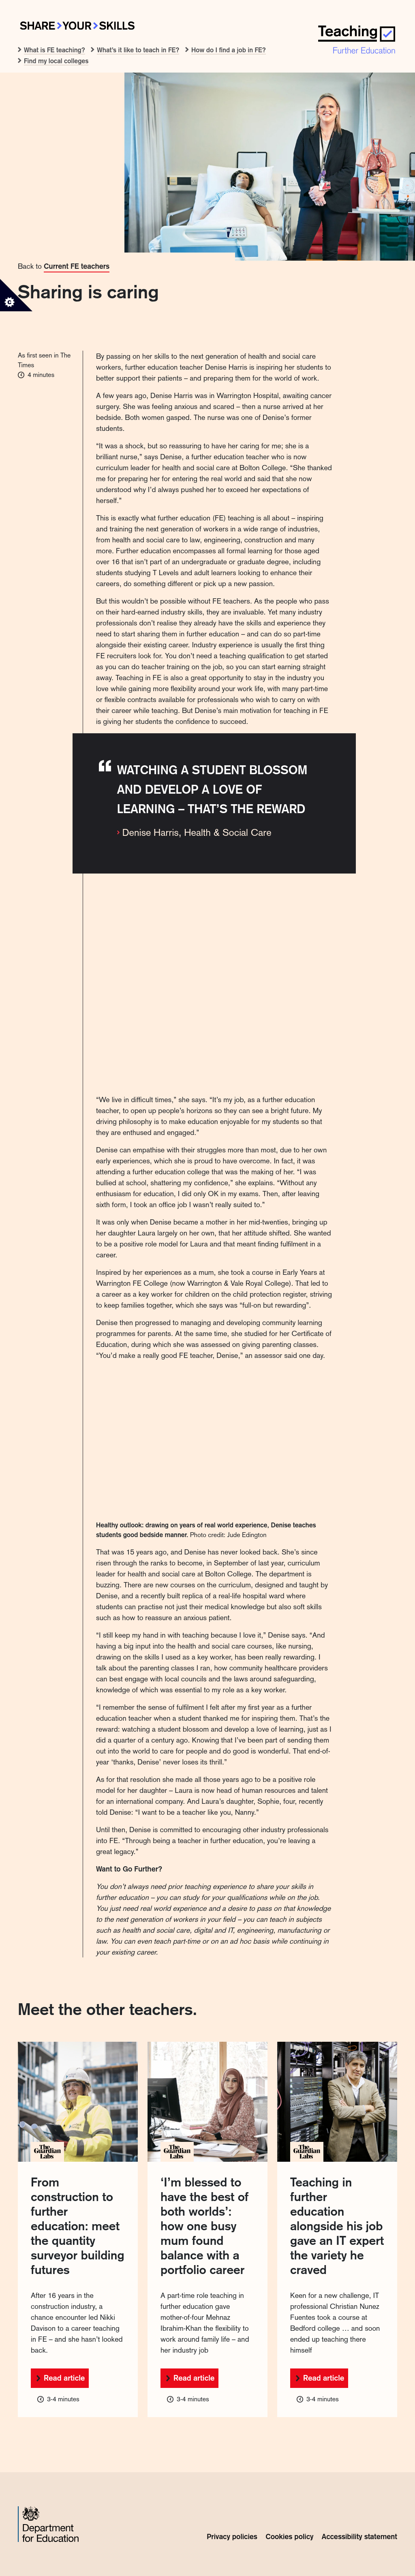 SHARE YOUR SKILLS
Teaching
Further Education
What is FE teaching?
What's it like to teach in FE?
How do I find a job in FE?
Find my local colleges
Back to Current FE teachers
Sharing is caring
As first seen in The
Times
4 minutes
By passing on her skills to the next generation of health and social care
workers, further education teacher Denise Harris is inspiring her students to
better support their patients – and preparing them for the world of work.
A few years ago, Denise Harris was in Warrington Hospital, awaiting cancer
surgery. She was feeling anxious and scared – then a nurse arrived at her
bedside. Both women gasped. The nurse was one of Denise's former
students.
“It was a shock, but so reassuring to have her caring for me; she is a
brilliant nurse,” says Denise, a further education teacher who is now
curriculum leader for health and social care at Bolton College. “She thanked
me for preparing her for entering the real world and said that she now
understood why I'd always pushed her to exceed her expectations of
herself.”
This is exactly what further education (FE) teaching is all about – inspiring
and training the next generation of workers in a wide range of industries,
from health and social care to law, engineering, construction and many
more. Further education encompasses all formal learning for those aged
over 16 that isn't part of an undergraduate or graduate degree, including
students studying T Levels and adult learners looking to enhance their
careers, do something different or pick up a new passion.
But this wouldn't be possible without FE teachers. As the people who pass
on their hard-earned industry skills, they are invaluable. Yet many industry
professionals don't realise they already have the skills and experience they
need to start sharing them in further education – and can do so part-time
alongside their existing career. Industry experience is usually the first thing
FE recruiters look for. You don't need a teaching qualification to get started
as you can do teacher training on the job, so you can start earning straight
away. Teaching in FE is also a great opportunity to stay in the industry you
love while gaining more flexibility around your work life, with many part-time
or flexible contracts available for professionals who wish to carry on with
their career while teaching. But Denise's main motivation for teaching in FE
is giving her students the confidence to succeed.
“ WATCHING A STUDENT BLOSSOM
AND DEVELOP A LOVE OF
LEARNING – THAT'S THE REWARD
Denise Harris, Health & Social Care
“We live in difficult times,” she says. “It's my job, as a further education
teacher, to open up people's horizons so they can see a bright future. My
driving philosophy is to make education enjoyable for my students so that
they are enthused and engaged.”
Denise can empathise with their struggles more than most, due to her own
early experiences, which she is proud to have overcome. In fact, it was
attending a further education college that was the making of her. “I was
bullied at school, shattering my confidence,” she explains. “Without any
enthusiasm for education, I did only OK in my exams. Then, after leaving
sixth form, I took an office job I wasn't really suited to.”
It was only when Denise became a mother in her mid-twenties, bringing up
her daughter Laura largely on her own, that her attitude shifted. She wanted
to be a positive role model for Laura and that meant finding fulfilment in a
career.
Inspired by her experiences as a mum, she took a course in Early Years at
Warrington FE College (now Warrington & Vale Royal College). That led to
a career as a key worker for children on the child protection register, striving
to keep families together, which she says was “full-on but rewarding”.
Denise then progressed to managing and developing community learning
programmes for parents. At the same time, she studied for her Certificate of
Education, during which she was assessed on giving parenting classes.
“You'd make a really good FE teacher, Denise,” an assessor said one day.
Healthy outlook: drawing on years of real world experience, Denise teaches
students good bedside manner. Photo credit: Jude Edington
That was 15 years ago, and Denise has never looked back. She's since
risen through the ranks to become, in September of last year, curriculum
leader for health and social care at Bolton College. The department is
buzzing. There are new courses on the curriculum, designed and taught by
Denise, and a recently built replica of a real-life hospital ward where
students can practise not just their medical knowledge but also soft skills
such as how to reassure an anxious patient.
“I still keep my hand in with teaching because I love it,” Denise says. “And
having a big input into the health and social care courses, like nursing,
drawing on the skills I used as a key worker, has been really rewarding. I
talk about the parenting classes I ran, how community healthcare providers
can best engage with local councils and the laws around safeguarding,
knowledge of which was essential to my role as a key worker.
“I remember the sense of fulfilment I felt after my first year as a further
education teacher when a student thanked me for inspiring them. That's the
reward: watching a student blossom and develop a love of learning, just as I
did a quarter of a century ago. Knowing that I've been part of sending them
out into the world to care for people and do good is wonderful. That end-of-
year ‘thanks, Denise’ never loses its thrill.”
As for that resolution she made all those years ago to be a positive role
model for her daughter – Laura is now head of human resources and talent
for an international company. And Laura's daughter, Sophie, four, recently
told Denise: “I want to be a teacher like you, Nanny.”
Until then, Denise is committed to encouraging other industry professionals
into FE. “Through being a teacher in further education, you're leaving a
great legacy.”
Want to Go Further?
You don't always need prior teaching experience to share your skills in
further education – you can study for your qualifications while on the job.
You just need real world experience and a desire to pass on that knowledge
to the next generation of workers in your field – you can teach in subjects
such as health and social care, digital and IT, engineering, manufacturing or
law. You can even teach part-time or on an ad hoc basis while continuing in
your existing career.
Meet the other teachers.
The
Guardian
Labs
From
construction to
further
education: meet
the quantity
surveyor building
futures
After 16 years in the
construction industry, a
chance encounter led Nikki
Davison to a career teaching
in FE – and she hasn't looked
back.
Read article
3-4 minutes
The
Guardian
Labs
‘I'm blessed to
have the best of
both worlds’:
how one busy
mum found
balance with a
portfolio career
A part-time role teaching in
further education gave
mother-of-four Mehnaz
Ibrahim-Khan the flexibility to
work around family life – and
her industry job
Read article
3-4 minutes
The
Guardian
Labs
Teaching in
further
education
alongside his job
gave an IT expert
the variety he
craved
Keen for a new challenge, IT
professional Christian Nunez
Fuentes took a course at
Bedford college … and soon
ended up teaching there
himself
Read article
3-4 minutes
Department
for Education
Privacy policies
Cookies policy
Accessibility statement